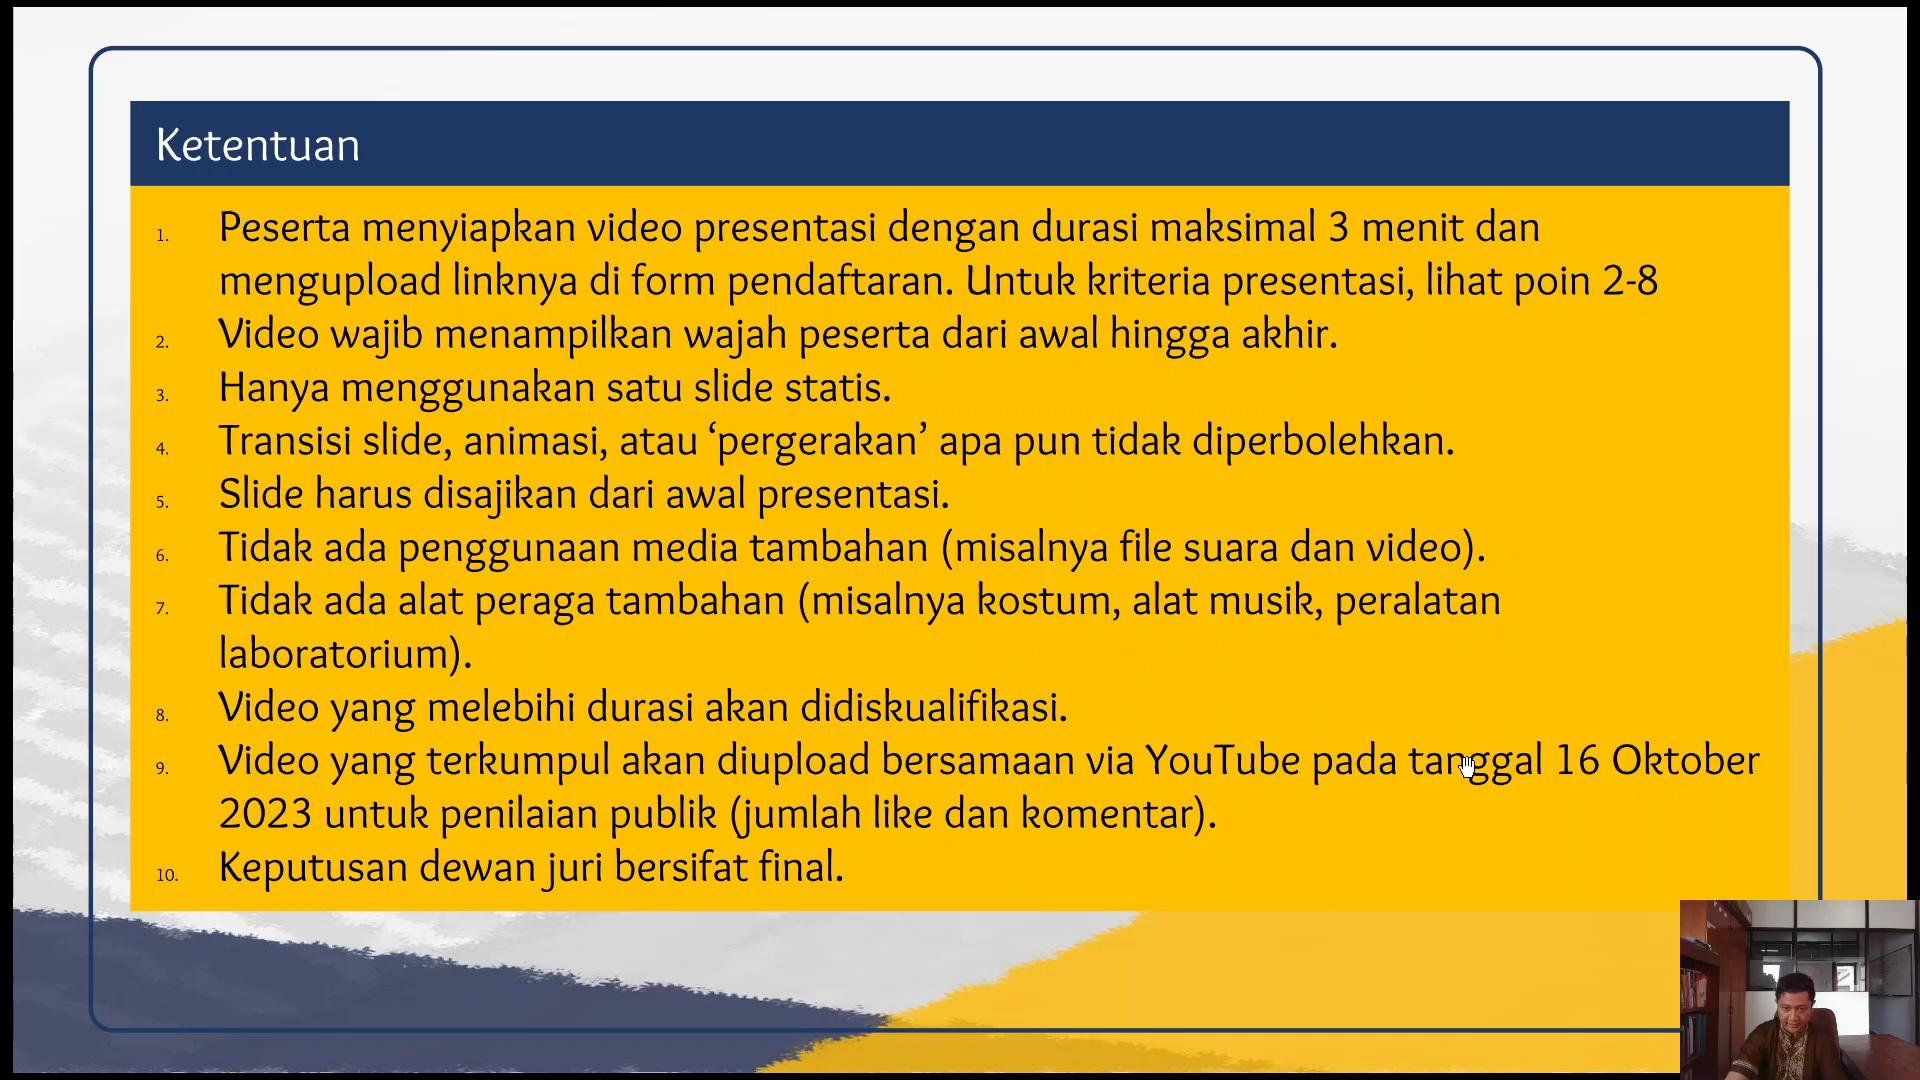 Ketentuan
1. Peserta menyiapkan video presentasi dengan durasi maksimal 3 menit dan
mengupload linknya di form pendaftaran. Untuk kriteria presentasi, lihat poin 2-8
2. Video wajib menampilkan wajah peserta dari awal hingga akhir.
3. Hanya menggunakan satu slide statis.
4. Transisi slide, animasi, atau ‘pergerakan’ apa pun tidak diperbolehkan.
5. Slide harus disajikan dari awal presentasi.
6. Tidak ada penggunaan media tambahan (misalnya file suara dan video).
7. Tidak ada alat peraga tambahan (misalnya kostum, alat musik, peralatan
laboratorium).
8. Video yang melebihi durasi akan didiskualifikasi.
9. Video yang terkumpul akan diupload bersamaan via YouTube pada tanggal 16 Oktober
2023 untuk penilaian publik (jumlah like dan komentar).
10. Keputusan dewan juri bersifat final.